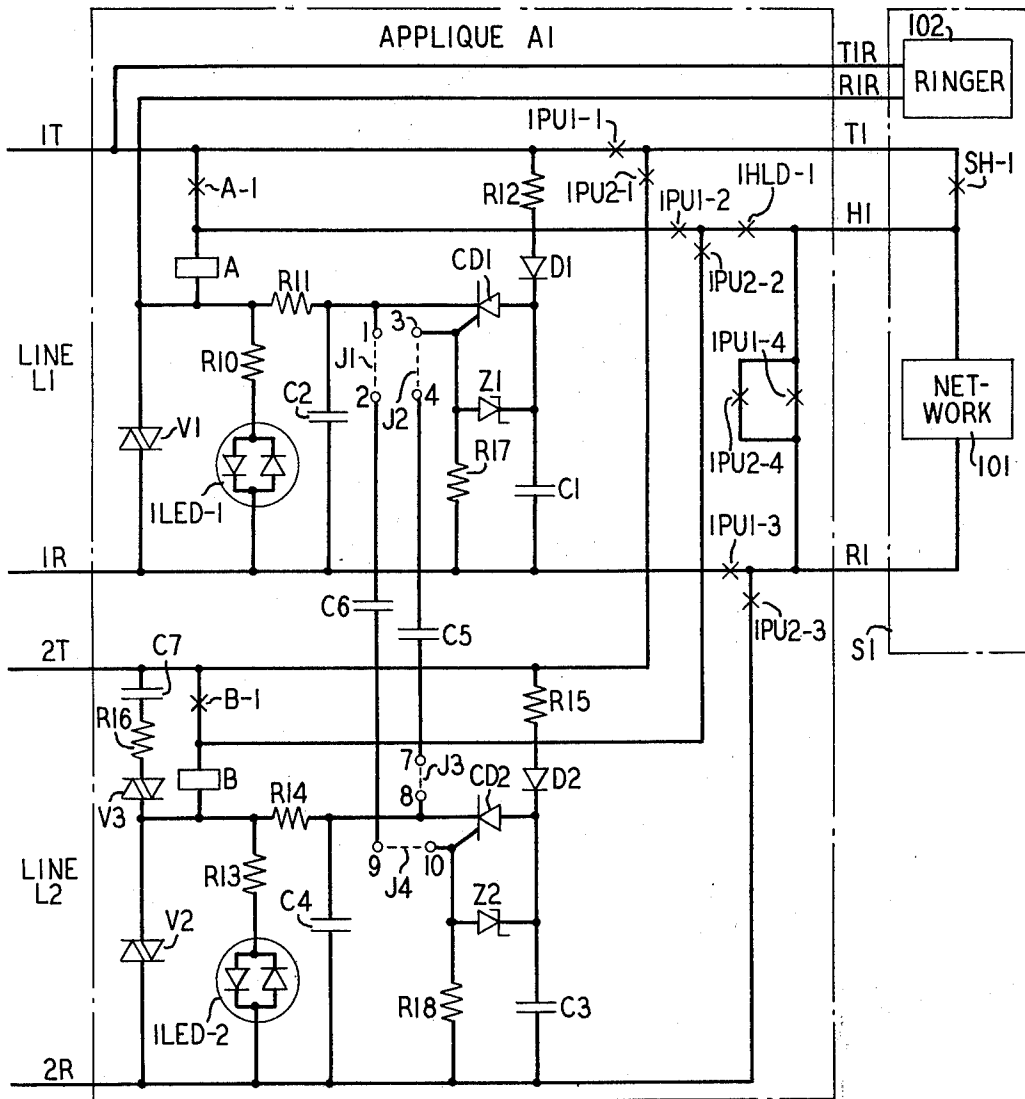 APPLIQUE A1
102
T1R
R1R
RINGER
1T
1PU1-1
T1
SH-1
A-1
R12
1PU2-1
1PU1-2
1HLD-1
H1
A
R11
CD1
D1
1PU2-2
1
3
LINE
L1
R10
J1
C2
2
J2
4
Z1
1PU1-4
NET-
WORK
V1
R17
1PU2-4
101
1LED-1
C1
1PU1-3
1R
R1
C6
C5
1PU2-3
2T
C7
S1
B-1
R15
R16
7
J3
B
R14
CD2
D2
V3
8
LINE
L2
R13
9
10
J4
C4
Z2
V2
R18
C3
1LED-2
2R